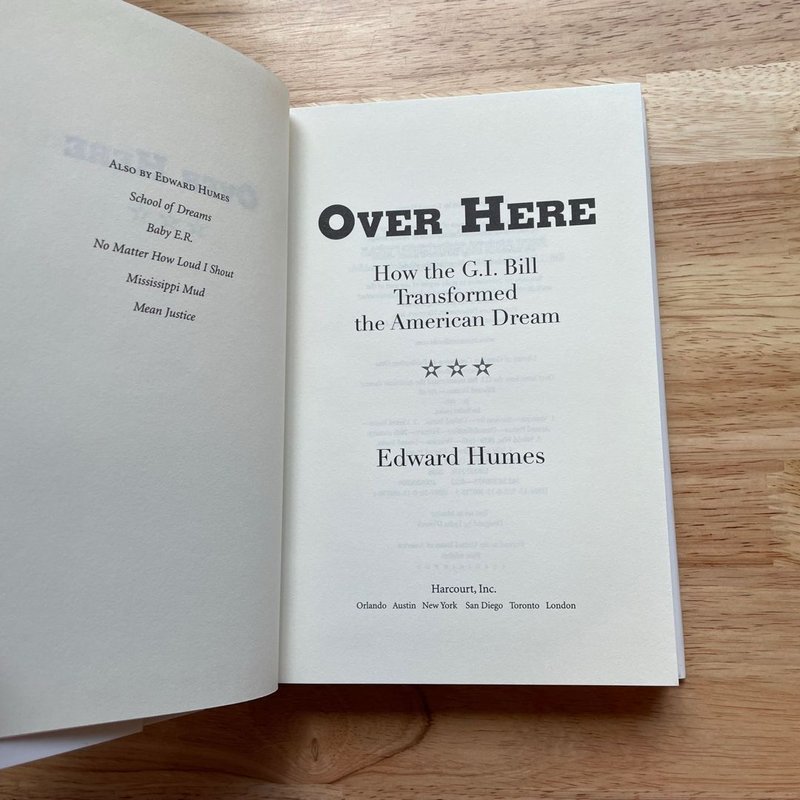 Also by Edward Humes
School of Dreams
Baby E.R.
No Matter How Loud I Shout
Mississippi Mud
Mean Justice
Over Here
How the G.I. Bill
Transformed
the American Dream
Edward Humes
Harcourt, Inc.
Orlando Austin New York San Diego Toronto London